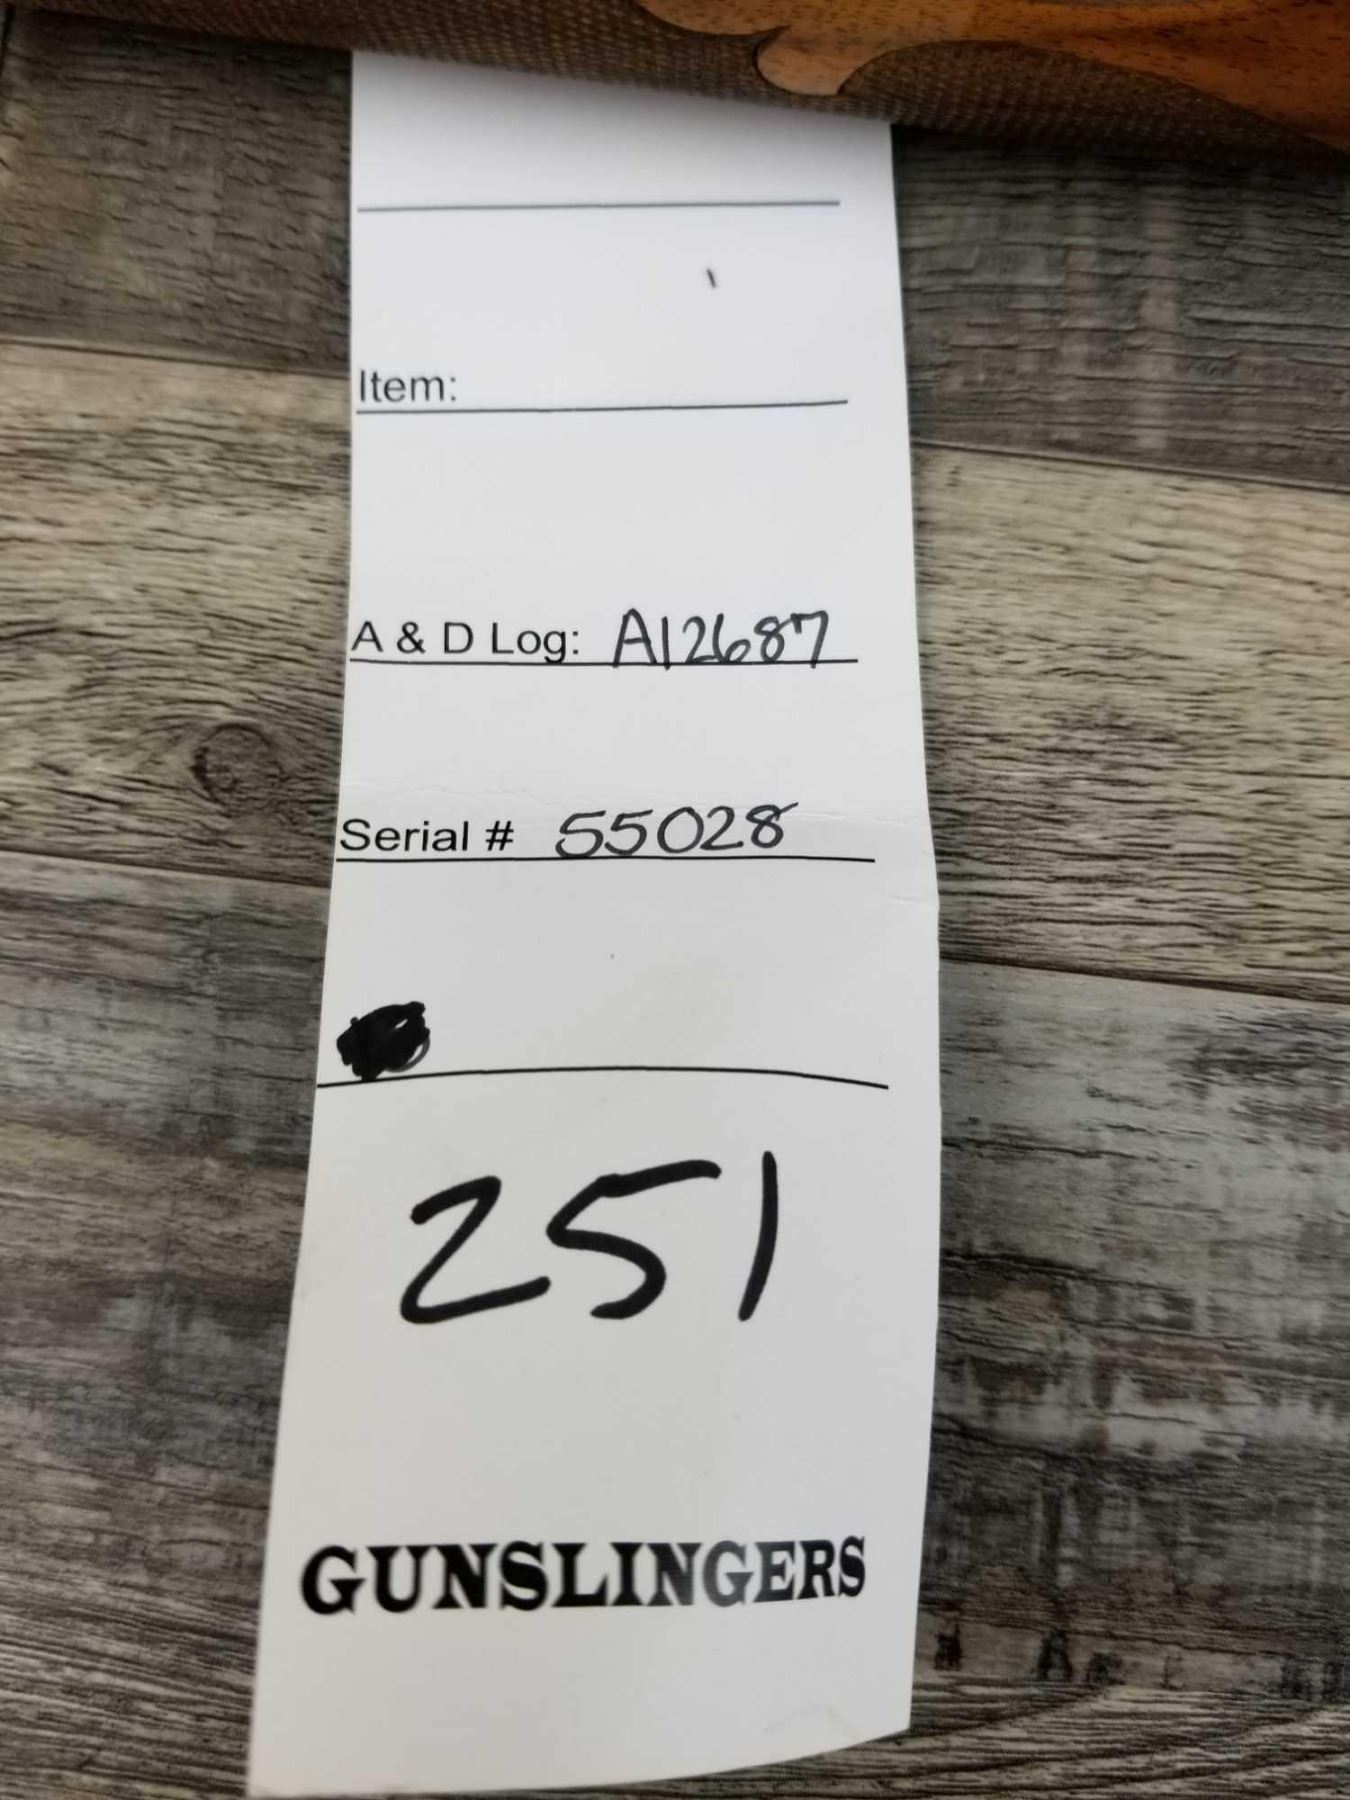 Item:
A & D Log: A12687
Serial # 55028
251
GUNSLINGERS